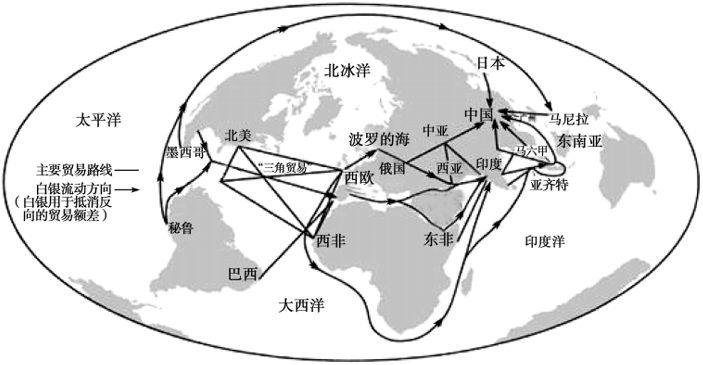 北冰洋
日本
太平洋
中国
马尼拉
北美
波罗的海
中亚
东南亚
墨西哥
马六甲
主要贸易路线
“三角贸易”
俄国
西亚
印度
白银流动方向
西欧
亚齐特
(白银用于抵消反
向的贸易额差)
秘鲁
西非
东非
印度洋
巴西
大西洋